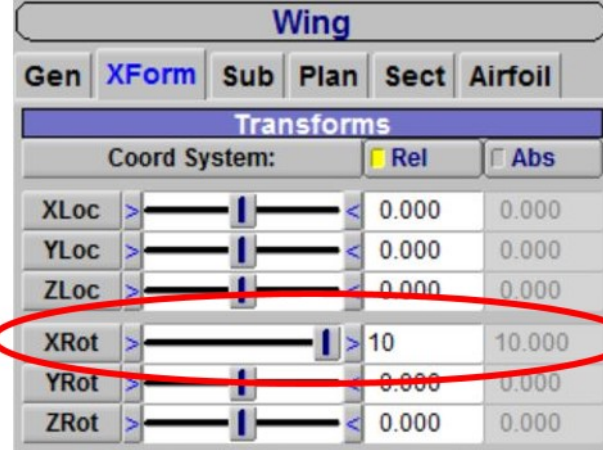 Wing
Gen XForm Sub Plan Sect Airfoil
Transforms
Coord System: Rel Abs
XLoc > < 0.000 0.000
YLoc > < 0.000 0.000
ZLoc > < 0.000 0.000
XRot > > 10 10.000
YRot > < 0.000 0.000
ZRot > < 0.000 0.000